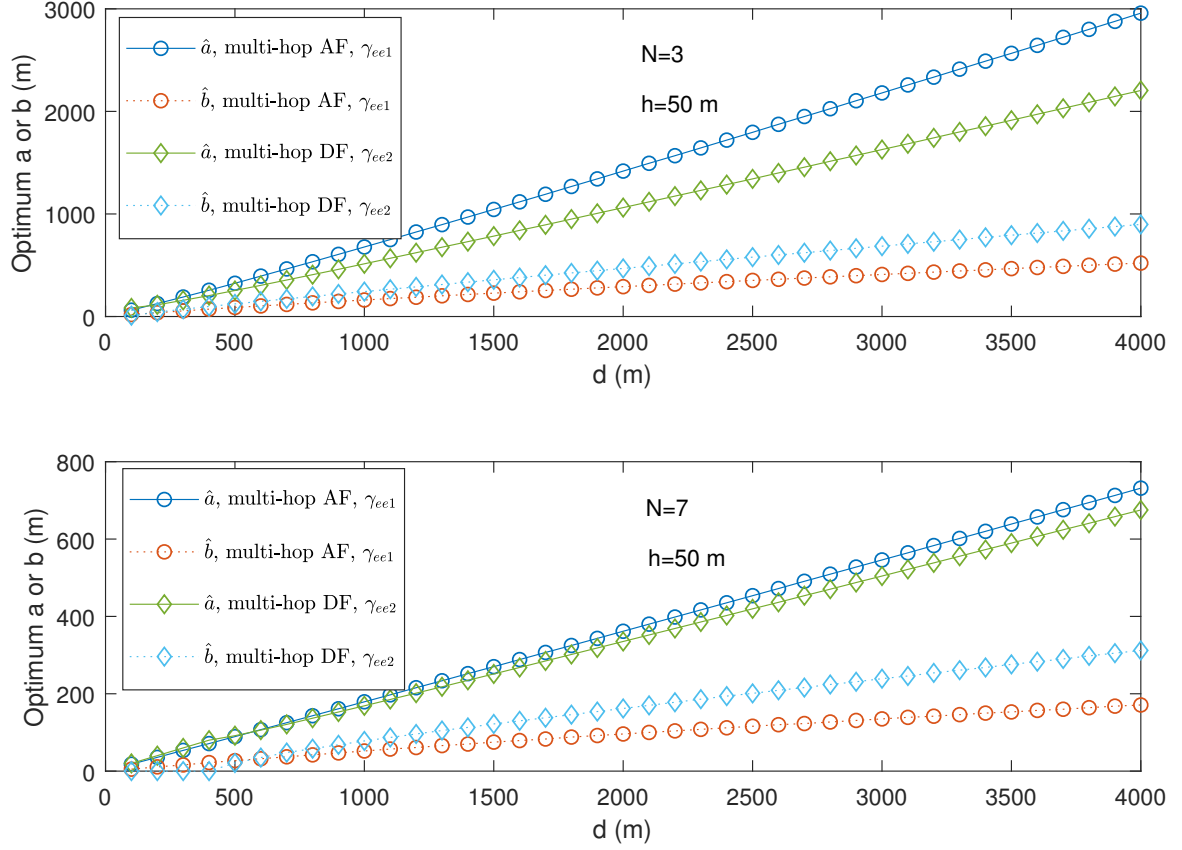 3000
2000
1000
0
Optimum a or b (m)
â, multi-hop AF, γee1
b̂, multi-hop AF, γee1
â, multi-hop DF, γee2
b̂, multi-hop DF, γee2
N=3
h=50 m
0 500 1000 1500 2000 2500 3000 3500 4000
d (m)
800
600
400
200
0
Optimum a or b (m)
â, multi-hop AF, γee1
b̂, multi-hop AF, γee1
â, multi-hop DF, γee2
b̂, multi-hop DF, γee2
N=7
h=50 m
0 500 1000 1500 2000 2500 3000 3500 4000
d (m)